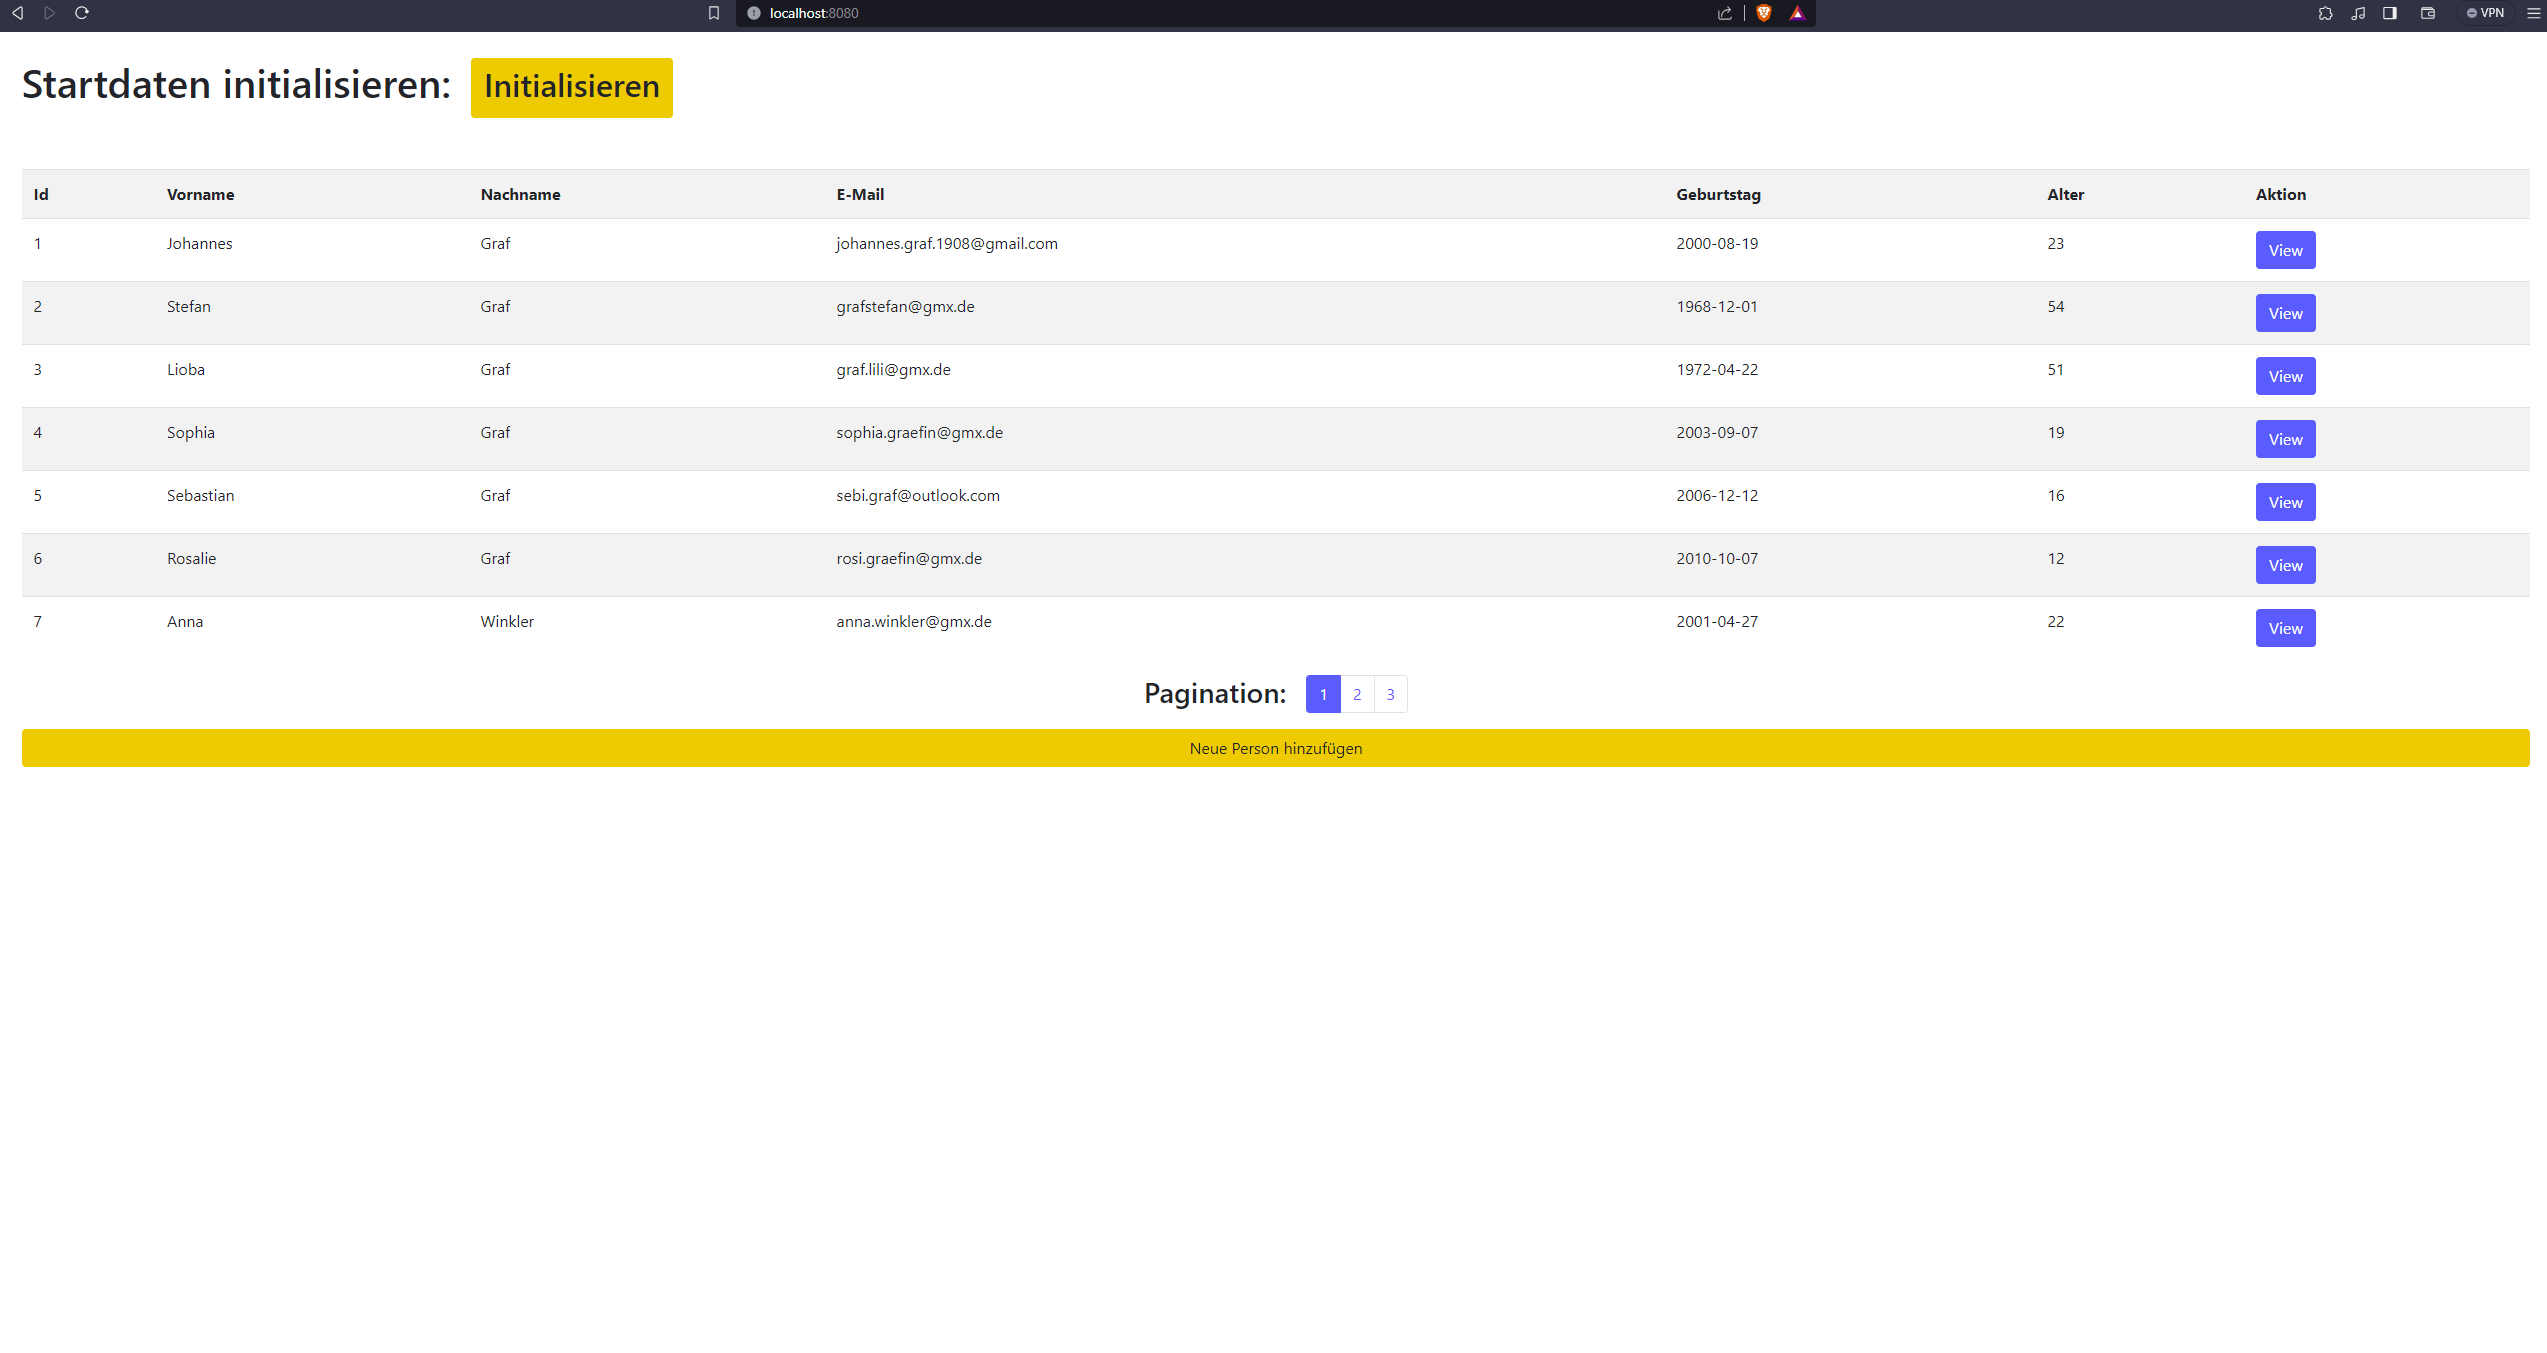 localhost:8080
VPN
Startdaten initialisieren: Initialisieren
Id Vorname Nachname E-Mail Geburtstag Alter Aktion
1 Johannes Graf johannes.graf.1908@gmail.com 2000-08-19 23 View
2 Stefan Graf grafstefan@gmx.de 1968-12-01 54 View
3 Lioba Graf graf.lili@gmx.de 1972-04-22 51 View
4 Sophia Graf sophia.graefin@gmx.de 2003-09-07 19 View
5 Sebastian Graf sebi.graf@outlook.com 2006-12-12 16 View
6 Rosalie Graf rosi.graefin@gmx.de 2010-10-07 12 View
7 Anna Winkler anna.winkler@gmx.de 2001-04-27 22 View
Pagination: 1 2 3
Neue Person hinzufügen